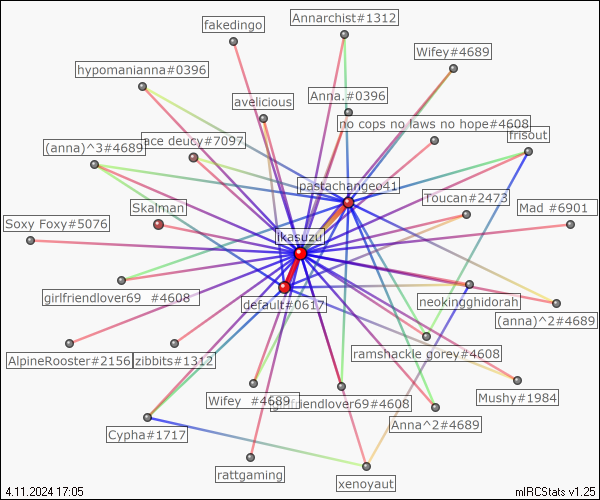 fakedingo
Annarchist#1312
Wifey#4689
hypomanianna#0396
avelicious
Anna.#0396
no cops no laws no hope#4608
frisout
(anna)^3#4689
ace deucy#7097
pastachangeo41
Toucan#2473
Skalman
Mad #6901
Soxy Foxy#5076
ikasuzu
girlfriendlover69 #4608
default#0617
neokingghidorah
(anna)^2#4689
AlpineRooster#2156
zibbits#1312
ramshackle gorey#4608
Wifey #4689
girlfriendlover69#4608
Mushy#1984
Cypha#1717
Anna^2#4689
rattgaming
xenoyaut
4.11.2024 17:05
mIRCStats v1.25